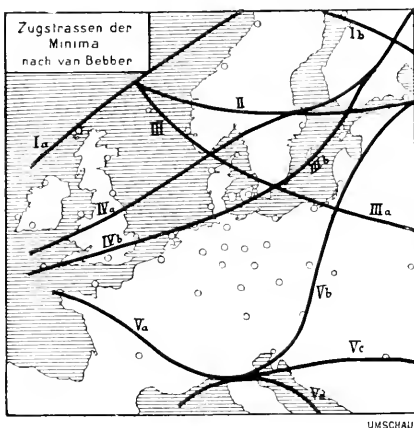 Zugstrassen der
Minima
nach van Bebber
Ib
Ia
II
III
IIIb
IVa
IIIa
IVb
Vb
Va
Vc
Vd
UMSCHAU